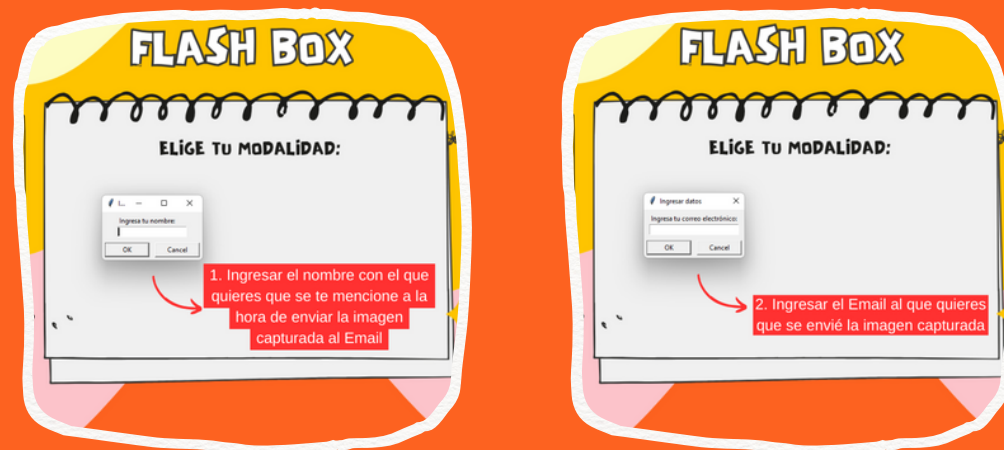 FLASH BOX
ELiGE TU MODALiDAD:
I...
Ingresa tu nombre:
OK
Cancel
1. Ingresar el nombre con el que
quieres que se te mencione a la
hora de enviar la imagen
capturada al Email
FLASH BOX
ELiGE TU MODALiDAD:
Ingresar datos
Ingresa tu correo electrónico:
OK
Cancel
2. Ingresar el Email al que quieres
que se envié la imagen capturada